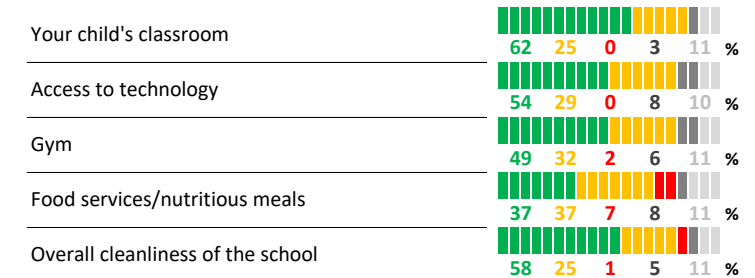 Your child's classroom
62 25 0 3 11 %
Access to technology
54 29 0 8 10 %
Gym
49 32 2 6 11 %
Food services/nutritious meals
37 37 7 8 11 %
Overall cleanliness of the school
58 25 1 5 11 %